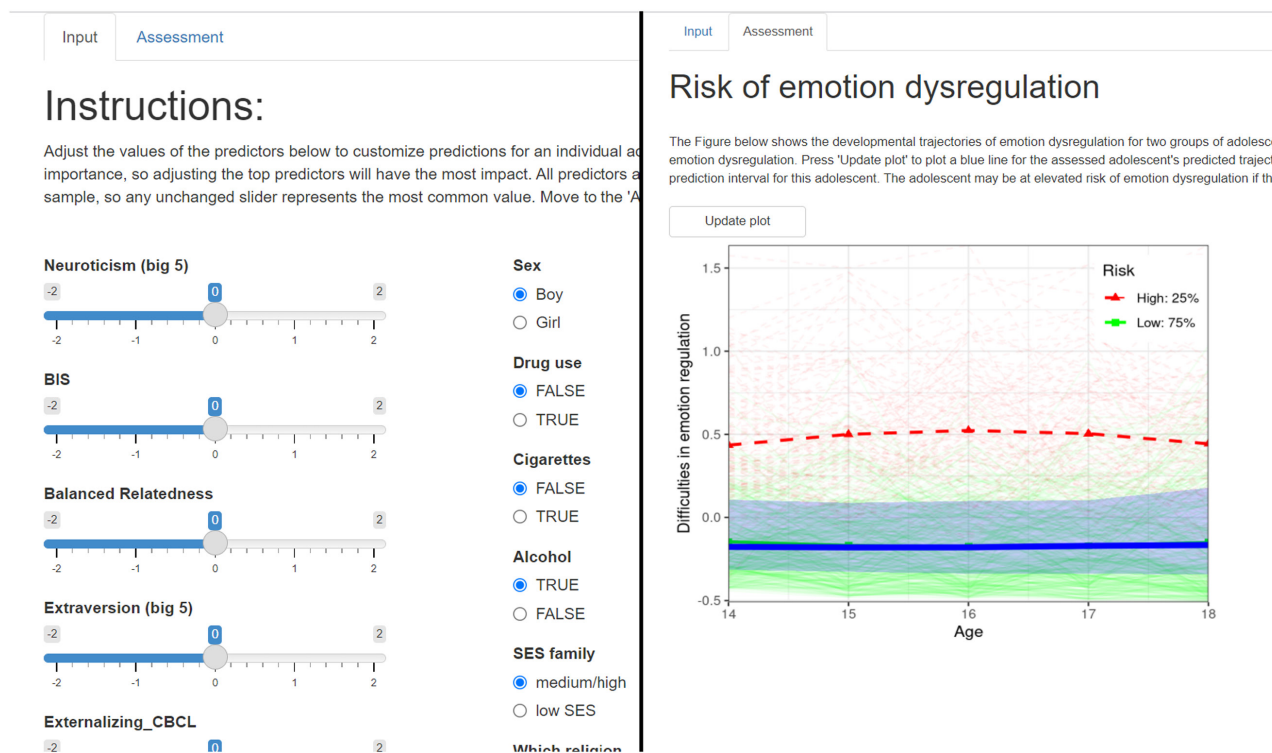 Input Assessment
Instructions:
Adjust the values of the predictors below to customize predictions for an individual
importance, so adjusting the top predictors will have the most impact. All predictors
sample, so any unchanged slider represents the most common value. Move to the 'A
Neuroticism (big 5)
-2 0 2
-2 -1 0 1 2
BIS
-2 0 2
-2 -1 0 1 2
Balanced Relatedness
-2 0 2
-2 -1 0 1 2
Extraversion (big 5)
-2 0 2
-2 -1 0 1 2
Externalizing_CBCL
-2 0 2
Sex
Boy
Girl
Drug use
FALSE
TRUE
Cigarettes
FALSE
TRUE
Alcohol
TRUE
FALSE
SES family
medium/high
low SES
Which religion
Input Assessment
Risk of emotion dysregulation
The Figure below shows the developmental trajectories of emotion dysregulation for two groups of adolesc
emotion dysregulation. Press 'Update plot' to plot a blue line for the assessed adolescent's predicted traject
prediction interval for this adolescent. The adolescent may be at elevated risk of emotion dysregulation if th
Update plot
Difficulties in emotion regulation
1.5
1.0
0.5
0.0
-0.5
Risk
High: 25%
Low: 75%
14 15 16 17 18
Age